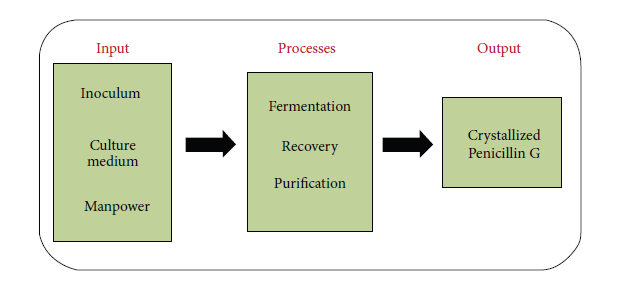 Input
Processes
Output
Inoculum
Culture
medium
Manpower
Fermentation
Recovery
Purification
Crystallized
Penicillin G